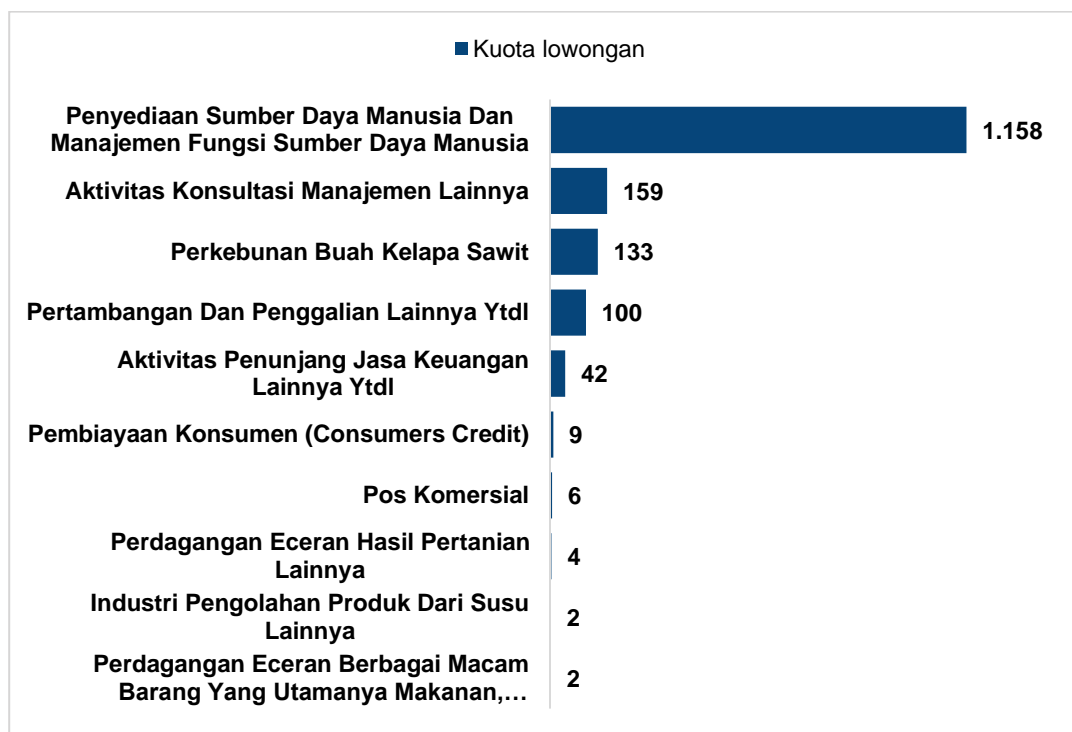 Kuota lowongan
Penyediaan Sumber Daya Manusia Dan
Manajemen Fungsi Sumber Daya Manusia
1.158
Aktivitas Konsultasi Manajemen Lainnya
159
Perkebunan Buah Kelapa Sawit
133
Pertambangan Dan Penggalian Lainnya Ytdl
100
Aktivitas Penunjang Jasa Keuangan
Lainnya Ytdl
42
Pembiayaan Konsumen (Consumers Credit)
9
Pos Komersial
6
Perdagangan Eceran Hasil Pertanian
Lainnya
4
Industri Pengolahan Produk Dari Susu
Lainnya
2
Perdagangan Eceran Berbagai Macam
Barang Yang Utamanya Makanan,…
2